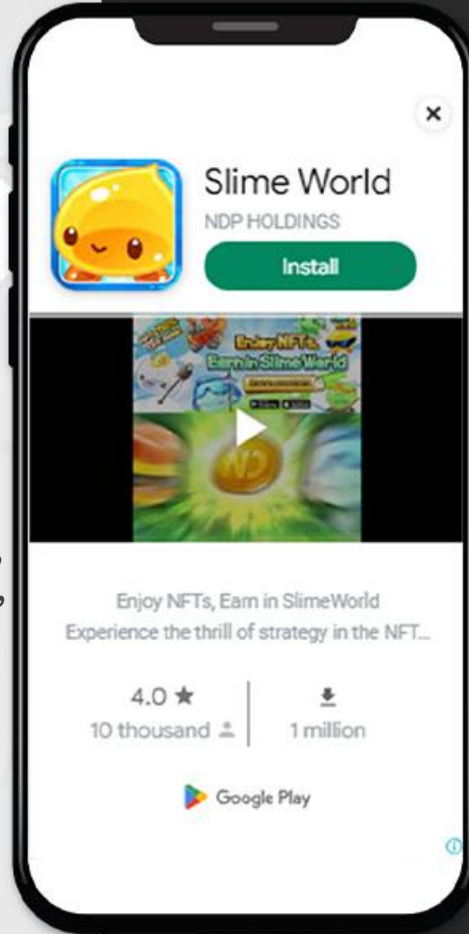 Slime World
NDP HOLDINGS
Install
Enjoy NFTs,
Earn in Slime World
Enjoy NFTs, Earn in SlimeWorld
Experience the thrill of strategy in the NFT...
4.0 ★
10 thousand
1 million
Google Play